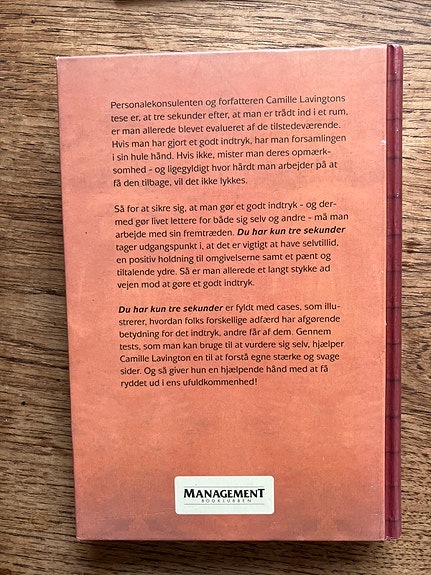 Personalekonsulenten og forfatteren Camille Lavingtons
tese er, at tre sekunder efter, at man er trådt ind i et rum,
er man allerede blevet evalueret af de tilstedeværende.
Hvis man har gjort et godt indtryk, har man forsamlingen
i sin hule hånd. Hvis ikke, mister man deres opmærk-
somhed - og ligegyldigt hvor hårdt man arbejder på at
få den tilbage, vil det ikke lykkes.
Så for at sikre sig, at man gør et godt indtryk - og der-
med gør livet lettere for både sig selv og andre - må man
arbejde med sin fremtræden. Du har kun tre sekunder
tager udgangspunkt i, at det er vigtigt at have selvtillid,
en positiv holdning til omgivelserne samt et pænt og
tiltalende ydre. Så er man allerede et langt stykke ad
vejen mod at gøre et godt indtryk.
Du har kun tre sekunder er fyldt med cases, som illu-
strerer, hvordan folks forskellige adfærd har afgørende
betydning for det indtryk, andre får af dem. Gennem
tests, som man kan bruge til at vurdere sig selv, hjælper
Camille Lavington en til at forstå egne stærke og svage
sider. Og så giver hun en hjælpende hånd med at få
ryddet ud i ens ufuldkommenhed!
MANAGEMENT
BOGKLUBBEN